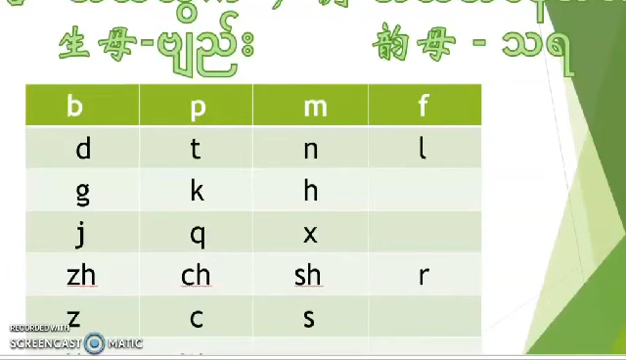 生母-ဗျည်း 韵母 - သရ
b p m f
d t n l
g k h
j q x
zh ch sh r
z c s
RECORDED WITH
SCREENCAST MATIC